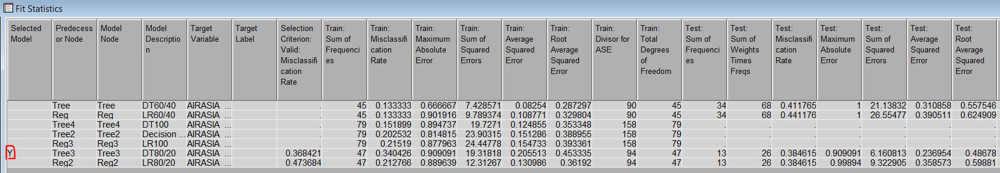 Fit Statistics
Selected Model Predecess or Node Model Node Model Descriptio n Target Variable Target Label Selection Criterion: Valid: Misclassifi cation Rate Train: Sum of Frequenci es Train: Misclassifi cation Rate Train: Maximum Absolute Error Train: Sum of Squared Errors Train: Average Squared Error Train: Root Average Squared Error Train: Divisor for ASE Train: Total Degrees of Freedom Test: Sum of Frequenci es Test: Sum of Weights Times Freqs Test: Misclassifi cation Rate Test: Maximum Absolute Error Test: Sum of Squared Errors Test: Average Squared Error Test: Root Average Squared Error
Tree Tree DT60/40 AIRASIA ... . 45 0.133333 0.666667 7.428571 0.08254 0.287297 90 45 34 68 0.411765 1 21.13832 0.310858 0.557546
Reg Reg LR60/40 AIRASIA ... . 45 0.133333 0.901916 9.789374 0.108771 0.329804 90 45 34 68 0.441176 1 26.55477 0.390511 0.624909
Tree4 Tree4 DT100 AIRASIA ... . 79 0.151899 0.894737 19.7271 0.124855 0.353348 158 79 . . . . . . .
Tree2 Tree2 Decision ... AIRASIA ... . 79 0.202532 0.814815 23.90315 0.151286 0.388955 158 79 . . . . . . .
Reg3 Reg3 LR100 AIRASIA ... . 79 0.21519 0.877963 24.44778 0.154733 0.393361 158 79 . . . . . . .
Y Tree3 Tree3 DT80/20 AIRASIA ... 0.368421 47 0.340426 0.909091 19.31818 0.205513 0.453335 94 47 13 26 0.384615 0.909091 6.160813 0.236954 0.48678
Reg2 Reg2 LR80/20 AIRASIA ... 0.473684 47 0.212766 0.889639 12.31267 0.130986 0.36192 94 47 13 26 0.384615 0.99894 9.322905 0.358573 0.59881